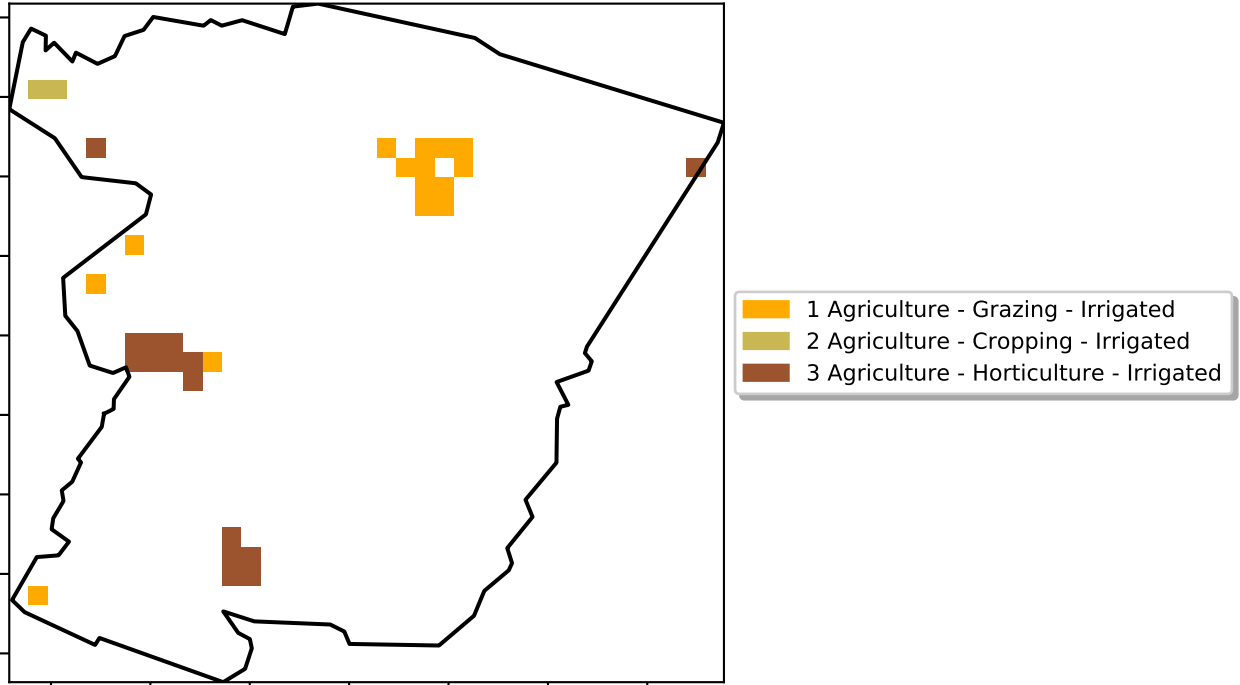 1 Agriculture - Grazing - Irrigated
2 Agriculture - Cropping - Irrigated
3 Agriculture - Horticulture - Irrigated